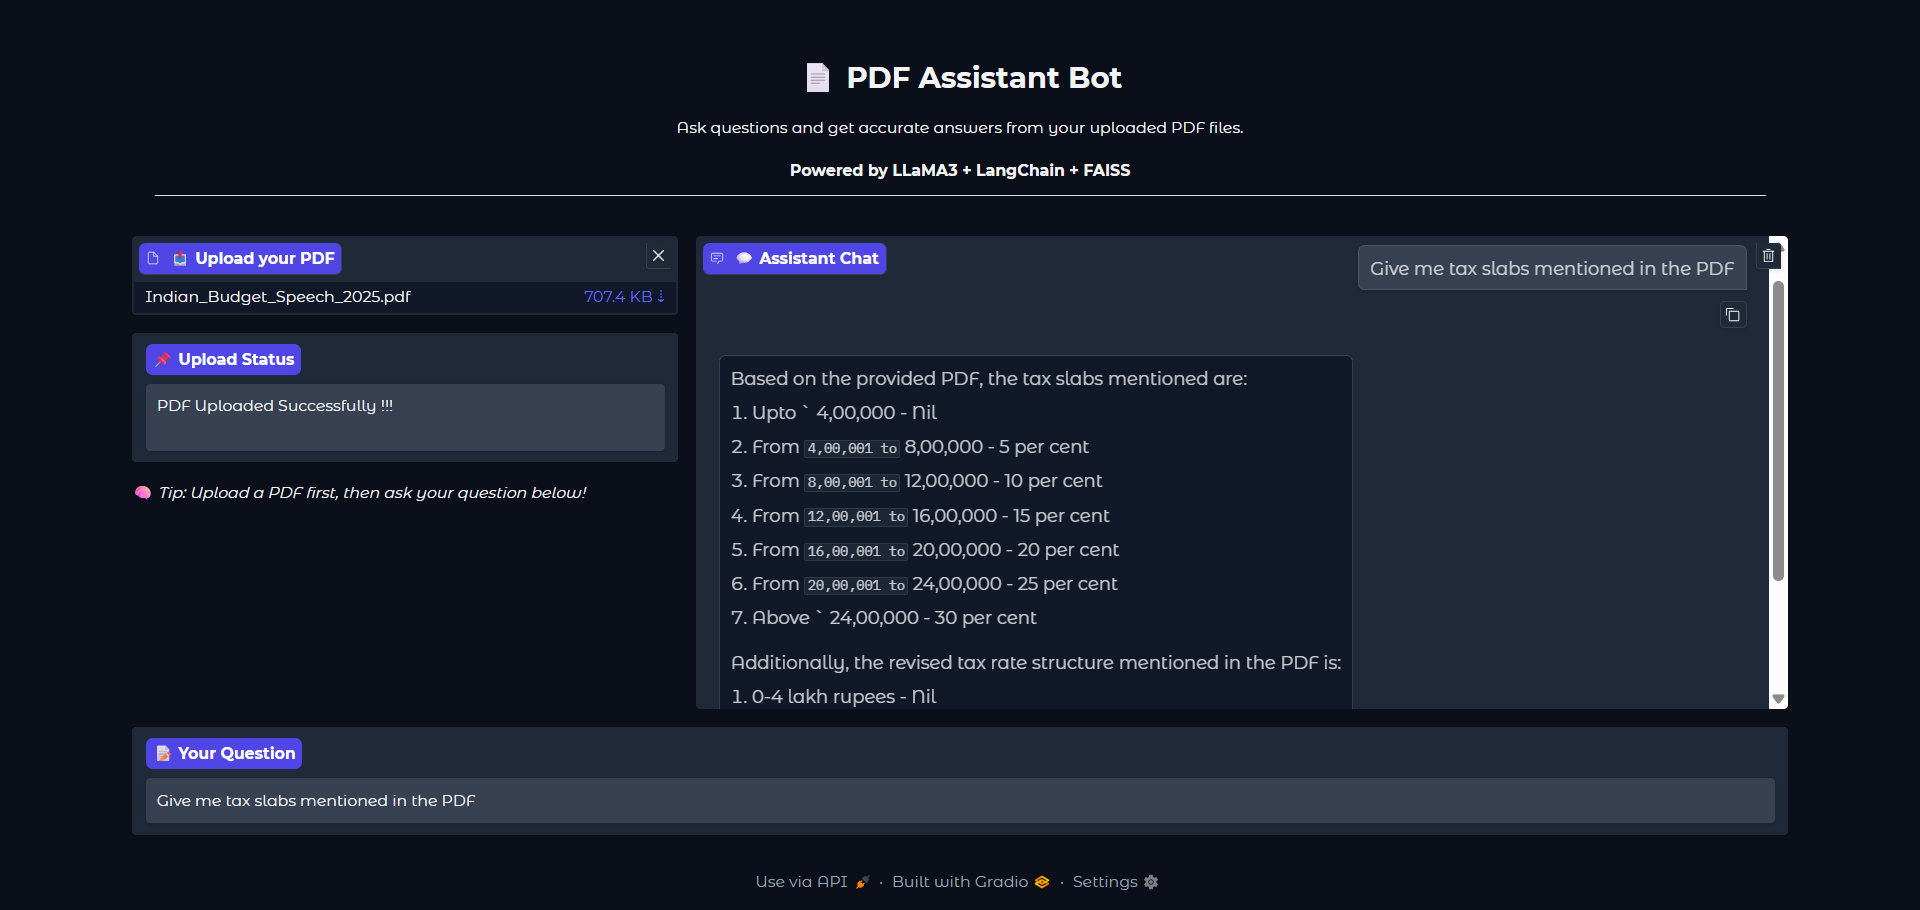 PDF Assistant Bot
Ask questions and get accurate answers from your uploaded PDF files.
Powered by LLaMA3 + LangChain + FAISS
Upload your PDF
Indian_Budget_Speech_2025.pdf 707.4 KB ↓
Upload Status
PDF Uploaded Successfully !!!
Tip: Upload a PDF first, then ask your question below!
Assistant Chat
Give me tax slabs mentioned in the PDF
Based on the provided PDF, the tax slabs mentioned are:
1. Upto ` 4,00,000 - Nil
2. From 4,00,001 to 8,00,000 - 5 per cent
3. From 8,00,001 to 12,00,000 - 10 per cent
4. From 12,00,001 to 16,00,000 - 15 per cent
5. From 16,00,001 to 20,00,000 - 20 per cent
6. From 20,00,001 to 24,00,000 - 25 per cent
7. Above ` 24,00,000 - 30 per cent
Additionally, the revised tax rate structure mentioned in the PDF is:
1. 0-4 lakh rupees - Nil
Your Question
Give me tax slabs mentioned in the PDF
Use via API · Built with Gradio · Settings